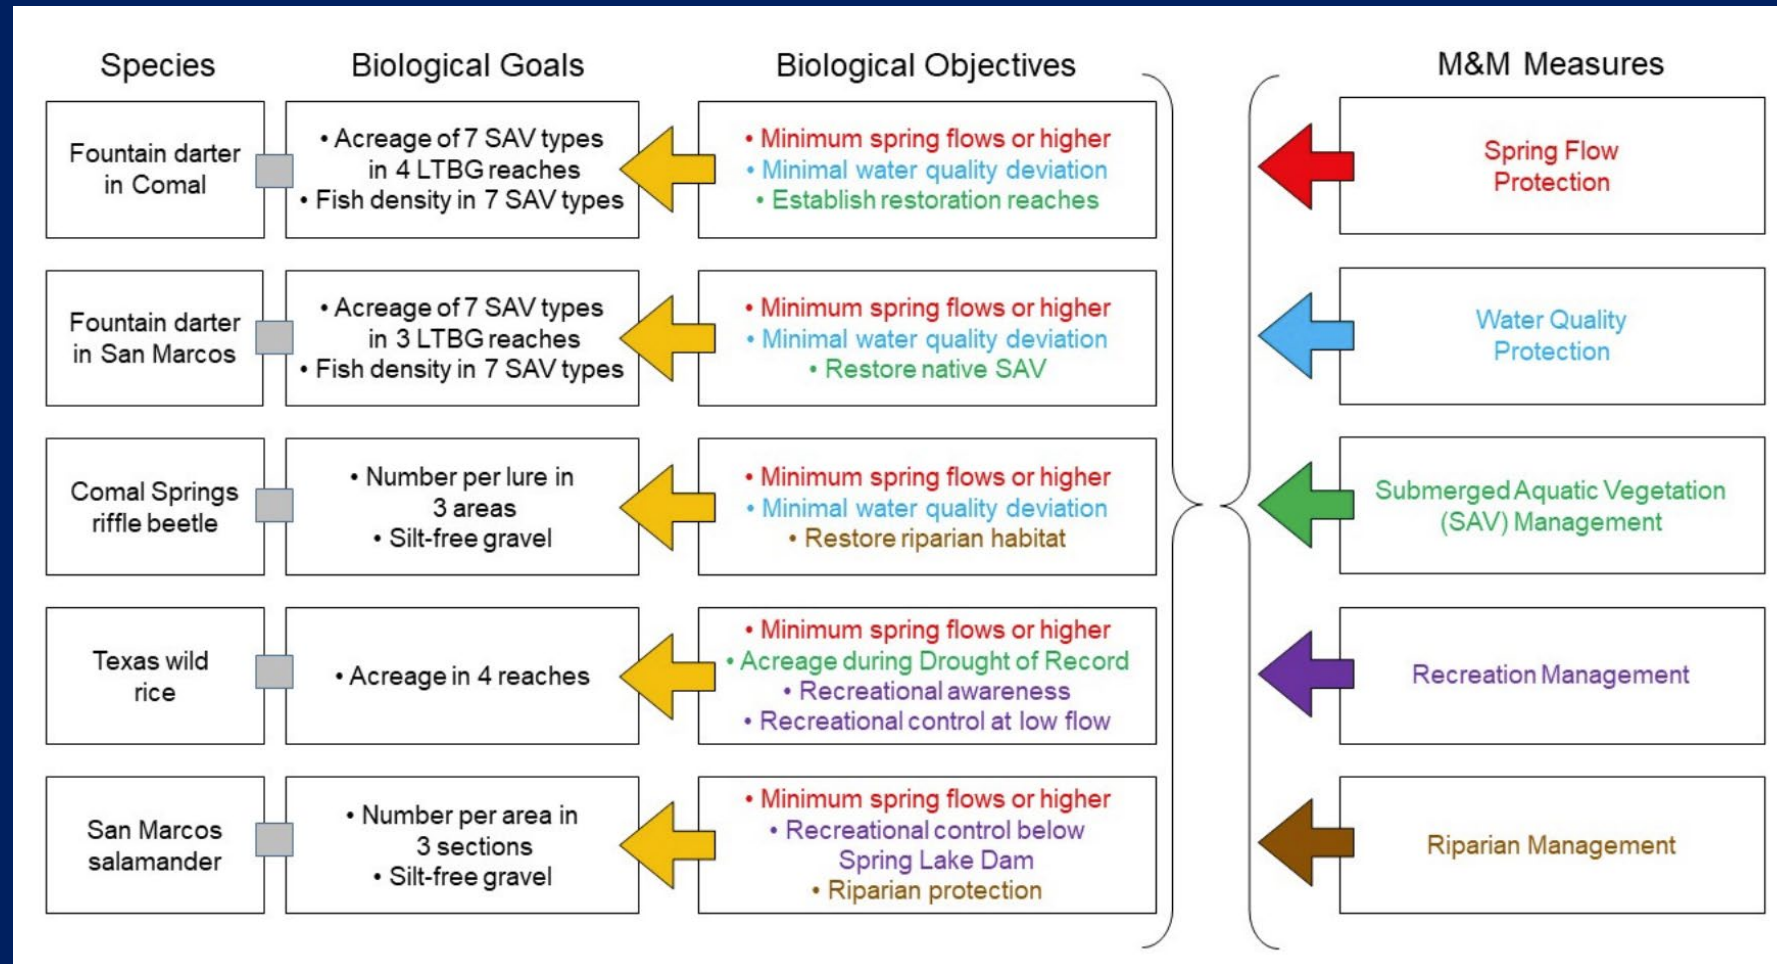 Species
Biological Goals
Biological Objectives
M&M Measures
Fountain darter
in Comal
• Acreage of 7 SAV types
in 4 LTBG reaches
• Fish density in 7 SAV types
• Minimum spring flows or higher
• Minimal water quality deviation
• Establish restoration reaches
Spring Flow
Protection
Fountain darter
in San Marcos
• Acreage of 7 SAV types
in 3 LTBG reaches
• Fish density in 7 SAV types
• Minimum spring flows or higher
• Minimal water quality deviation
• Restore native SAV
Water Quality
Protection
Comal Springs
riffle beetle
• Number per lure in
3 areas
• Silt-free gravel
• Minimum spring flows or higher
• Minimal water quality deviation
• Restore riparian habitat
Submerged Aquatic Vegetation
(SAV) Management
Texas wild
rice
• Acreage in 4 reaches
• Minimum spring flows or higher
• Acreage during Drought of Record
• Recreational awareness
• Recreational control at low flow
Recreation Management
San Marcos
salamander
• Number per area in
3 sections
• Silt-free gravel
• Minimum spring flows or higher
• Recreational control below
Spring Lake Dam
• Riparian protection
Riparian Management